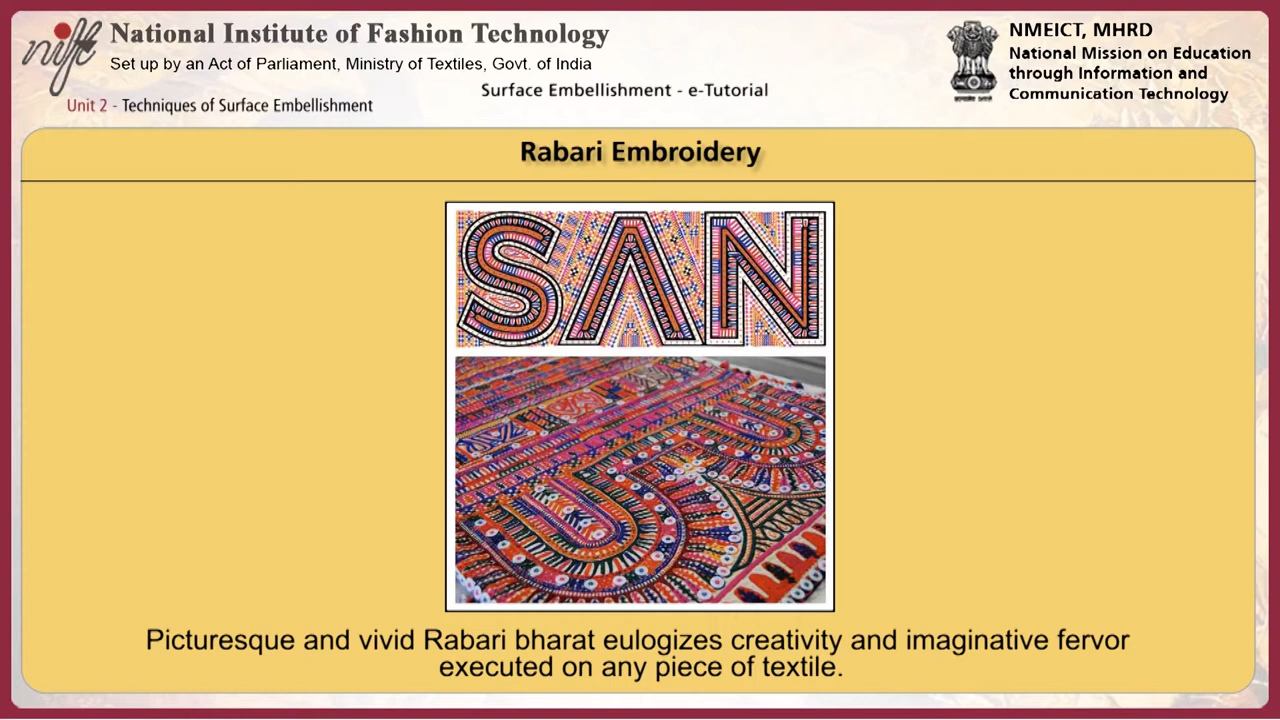 nift
National Institute of Fashion Technology
Set up by an Act of Parliament, Ministry of Textiles, Govt. of India
Unit 2 - Techniques of Surface Embellishment
Surface Embellishment - e-Tutorial
NMEICT, MHRD
National Mission on Education
through Information and
Communication Technology
Rabari Embroidery
SAN
Picturesque and vivid Rabari bharat eulogizes creativity and imaginative fervor
executed on any piece of textile.